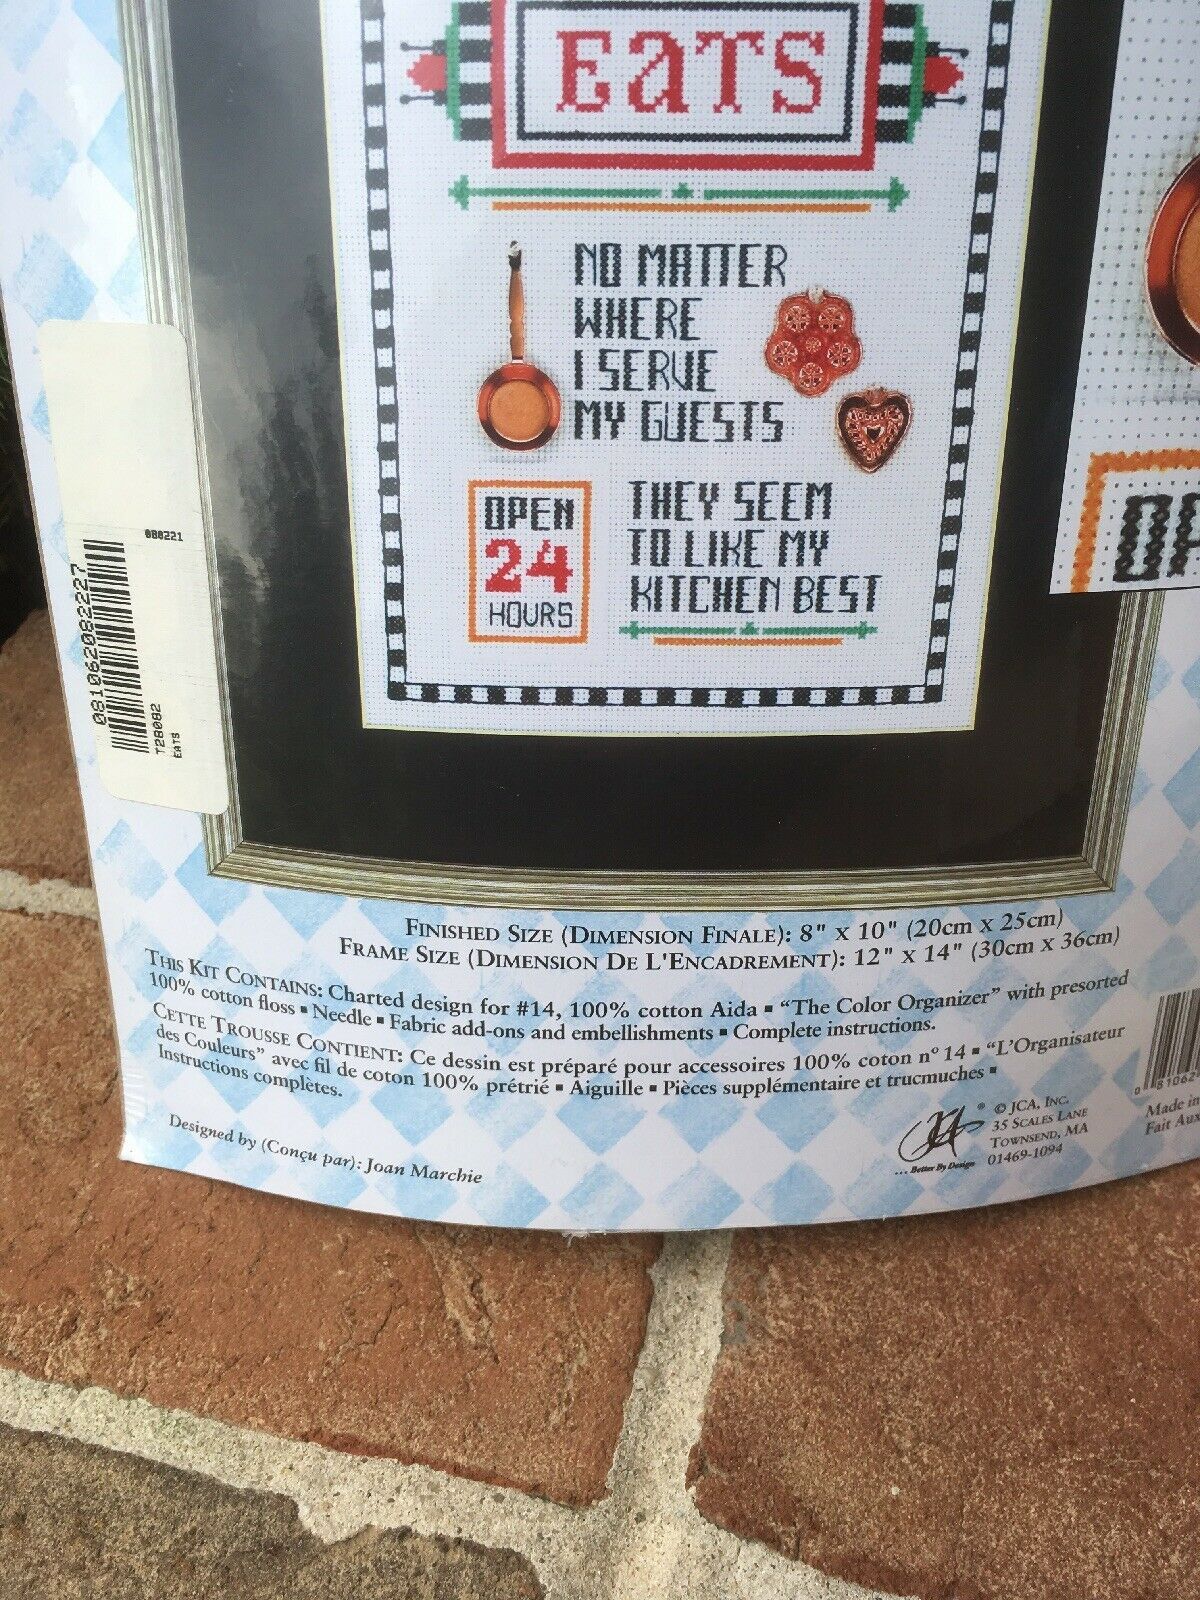 EATS
NO MATTER
WHERE
I SERVE
MY GUESTS
OPEN
24
HOURS
THEY SEEM
TO LIKE MY
KITCHEN BEST
080221
081062082227
T28082
EATS
FINISHED SIZE (DIMENSION FINALE): 8" X 10" (20cm X 25cm)
FRAME SIZE (DIMENSION DE L'ENCADREMENT): 12" X 14" (30cm X 36cm)
THIS KIT CONTAINS: Charted design for #14, 100% cotton Aida ▪ “The Color Organizer” with presorted
100% cotton floss ▪ Needle ▪ Fabric add-ons and embellishments ▪ Complete instructions.
CETTE TROUSSE CONTIENT: Ce dessin est préparé pour accessoires 100% coton n° 14 ▪ “L'Organisateur
des Couleurs” avec fil de coton 100% prétrié ▪ Aiguille ▪ Pièces supplémentaire et trucmuches ▪
Instructions complètes.
Designed by (Conçu par): Joan Marchie
... Better By Design
® © JCA, INC.
35 SCALES LANE
TOWNSEND, MA
01469-1094
Made in
Fait Aux